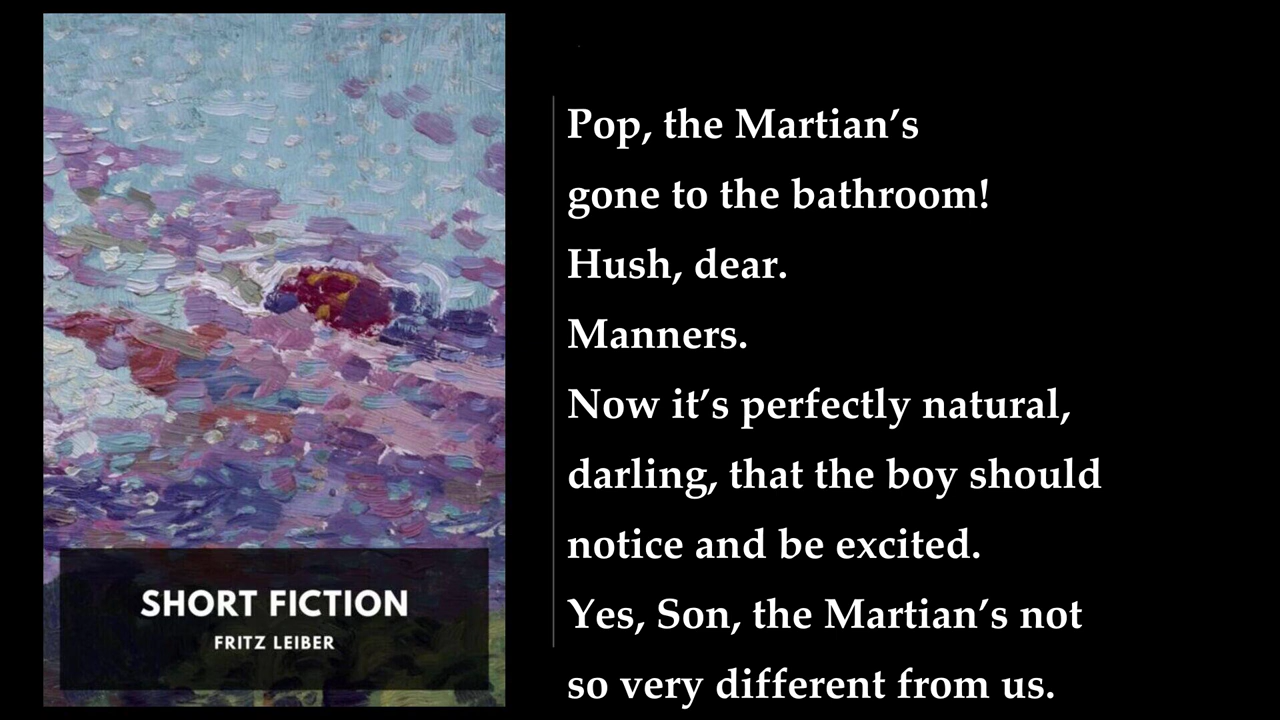 SHORT FICTION
FRITZ LEIBER
Pop, the Martian’s
gone to the bathroom!
Hush, dear.
Manners.
Now it’s perfectly natural,
darling, that the boy should
notice and be excited.
Yes, Son, the Martian’s not
so very different from us.